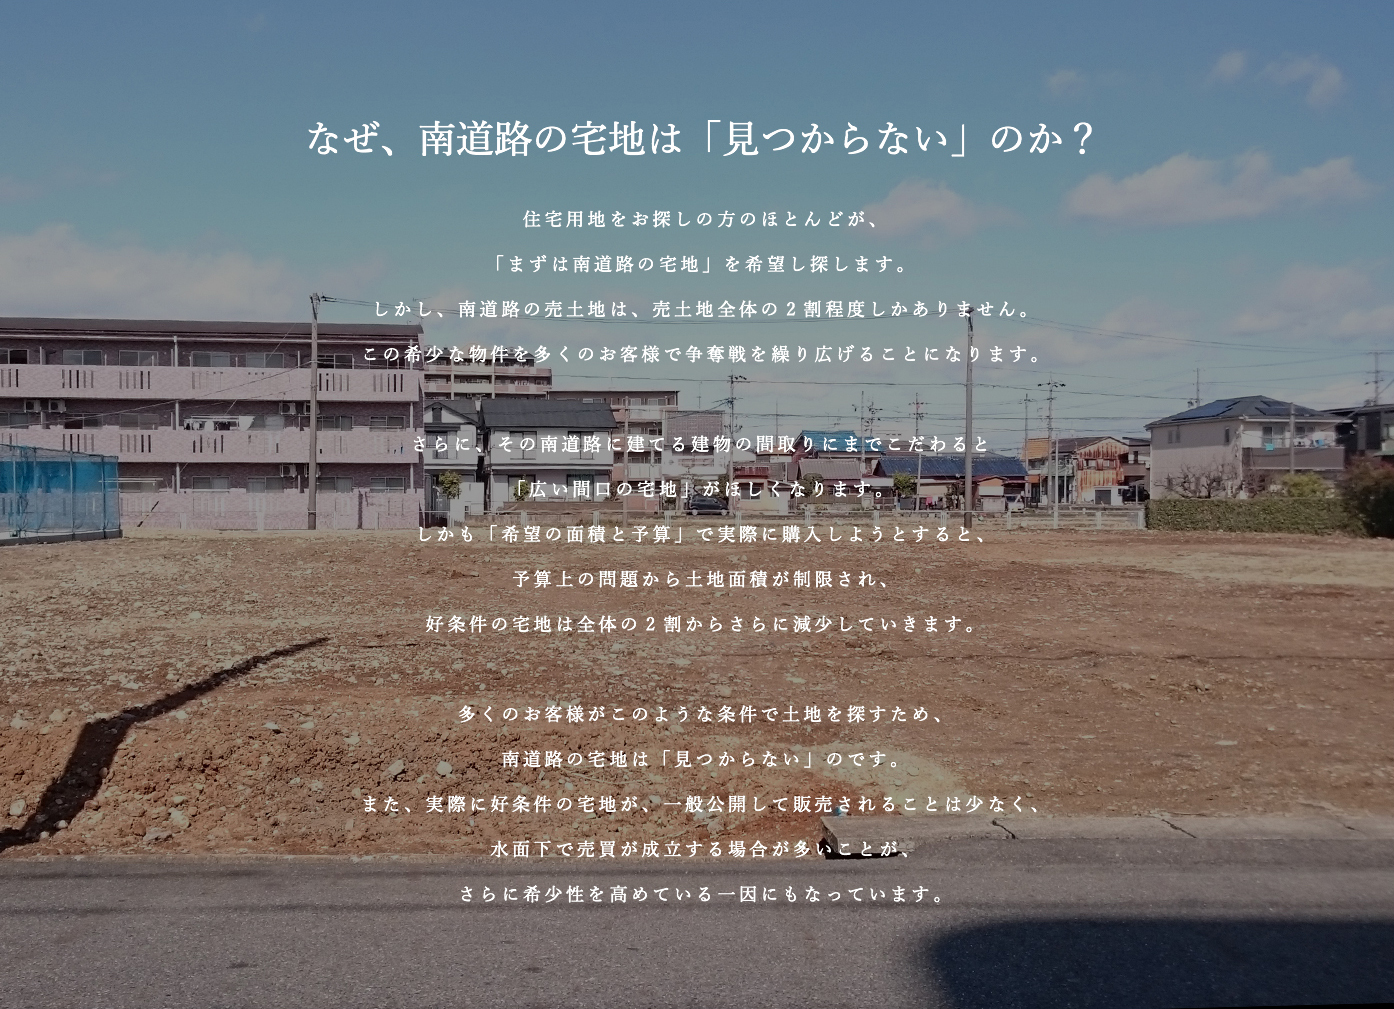 なぜ、南道路の宅地は「見つからない」のか？
住宅用地をお探しの方のほとんどが、
「まずは南道路の宅地」を希望し探します。
しかし、南道路の売土地は、売土地全体の２割程度しかありません。
この希少な物件を多くのお客様で争奪戦を繰り広げることになります。
さらに、その南道路に建てる建物の間取りにまでこだわると
「広い間口の宅地」がほしくなります。
しかも「希望の面積と予算」で実際に購入しようとすると、
予算上の問題から土地面積が制限され、
好条件の宅地は全体の２割からさらに減少していきます。
多くのお客様がこのような条件で土地を探すため、
南道路の宅地は「見つからない」のです。
また、実際に好条件の宅地が、一般公開して販売されることは少なく、
水面下で売買が成立する場合が多いことが、
さらに希少性を高めている一因にもなっています。